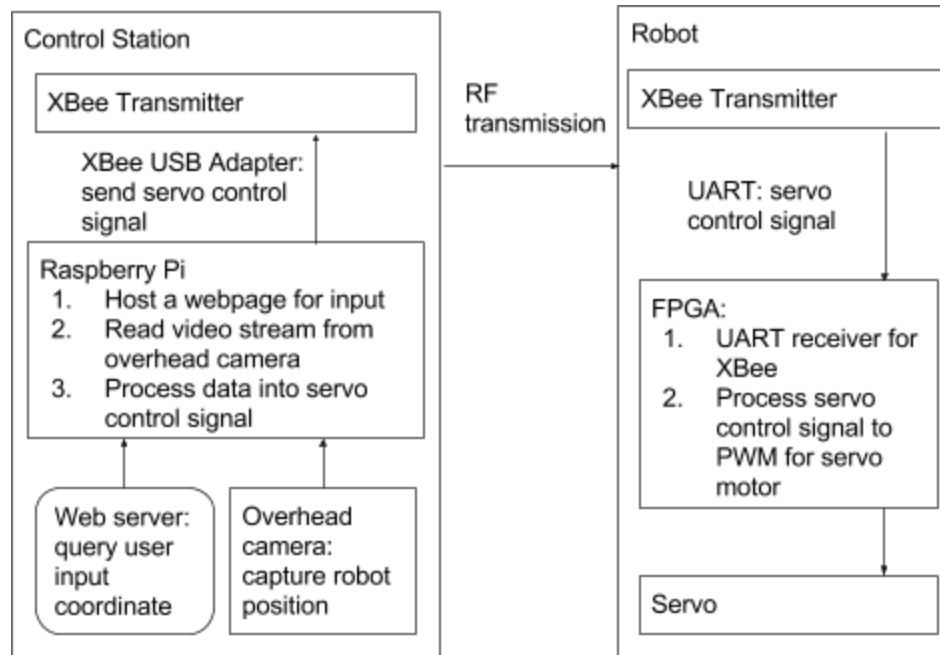 Control Station
XBee Transmitter
XBee USB Adapter:
send servo control
signal
Raspberry Pi
1. Host a webpage for input
2. Read video stream from
overhead camera
3. Process data into servo
control signal
Web server:
query user
input
coordinate
Overhead
camera:
capture robot
position
RF
transmission
Robot
XBee Transmitter
UART: servo
control signal
FPGA:
1. UART receiver for
XBee
2. Process servo
control signal to
PWM for servo
motor
Servo